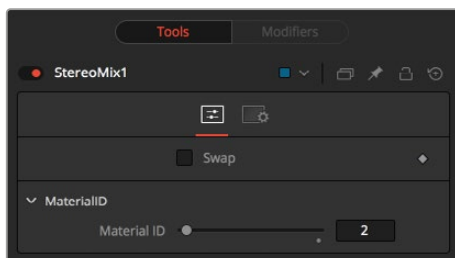 Tools Modifiers
StereoMix1
Swap
MaterialID
Material ID 2